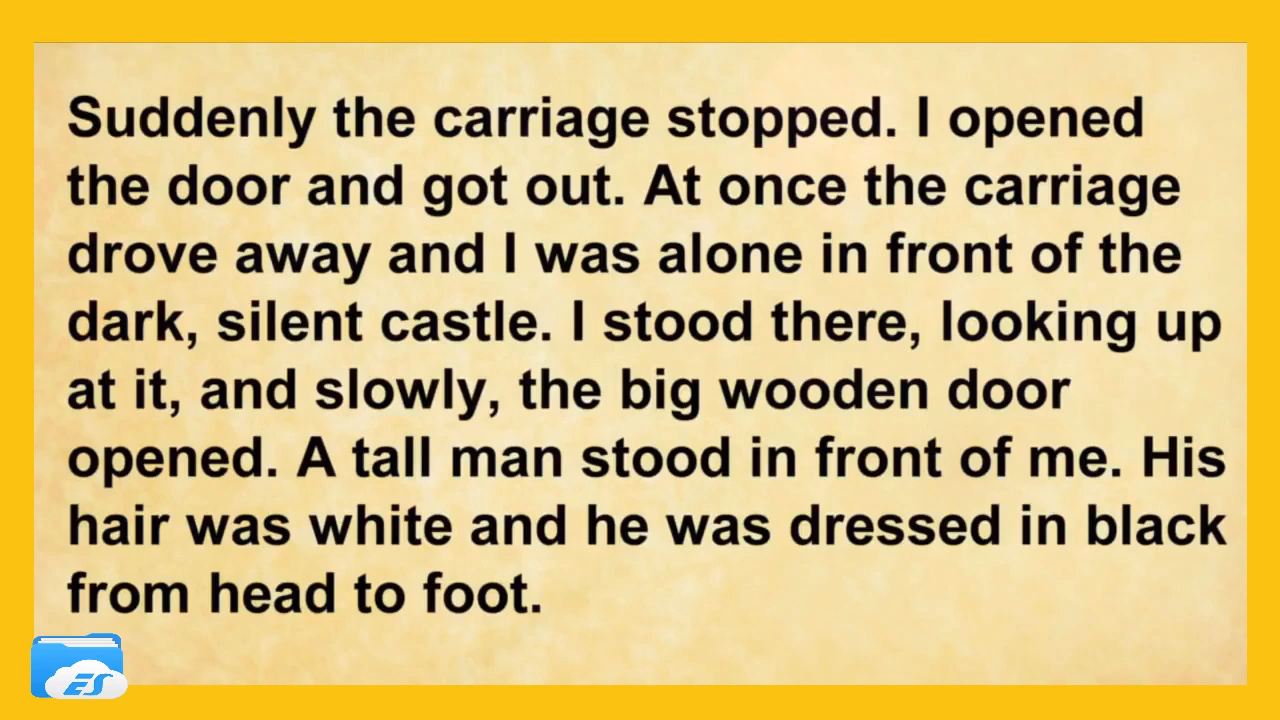 Suddenly the carriage stopped. I opened
the door and got out. At once the carriage
drove away and I was alone in front of the
dark, silent castle. I stood there, looking up
at it, and slowly, the big wooden door
opened. A tall man stood in front of me. His
hair was white and he was dressed in black
from head to foot.
ES